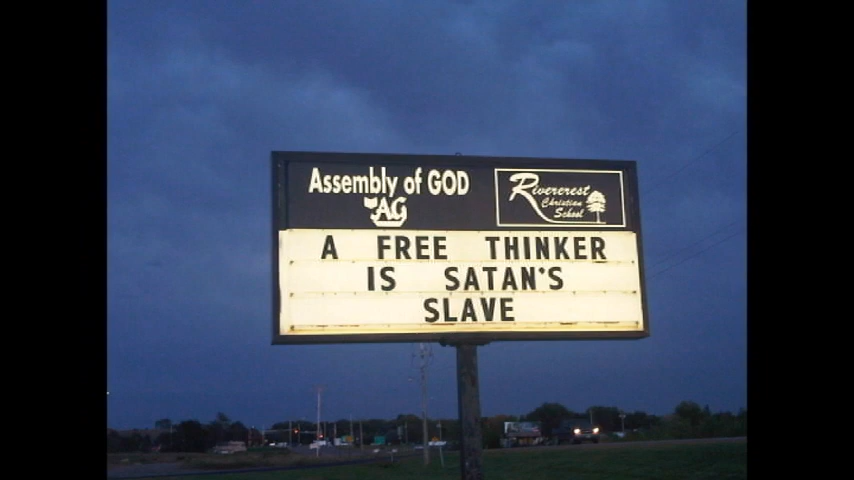 Assembly of GOD
AG
Rivercrest
Christian
School
A FREE THINKER
IS SATAN'S
SLAVE